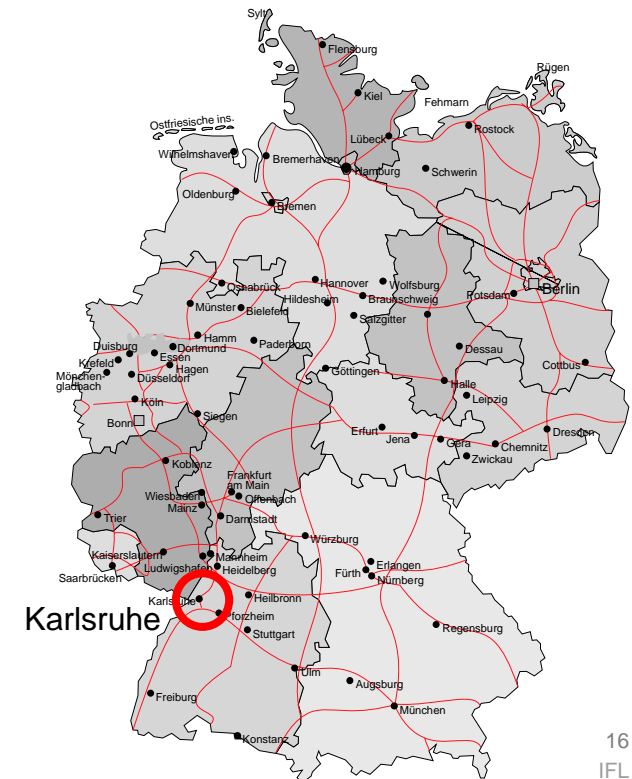 Sylt
Flensburg
Rügen
Kiel
Fehmarn
Ostfriesische ins.
Lübeck
Rostock
Wilhelmshaven
Bremerhaven
Hamburg
Schwerin
Oldenburg
Bremen
Osnabrück
Hannover
Wolfsburg
Berlin
Münster
Bielefeld
Hildesheim
Braunschweig
Potsdam
Salzgitter
Hamm
Paderborn
Duisburg
Dortmund
Essen
Krefeld
Hagen
Mönchen-
gladbach
Düsseldorf
Göttingen
Dessau
Cottbus
Halle
Leipzig
Köln
Bonn
Siegen
Erfurt
Jena
Gera
Chemnitz
Dresden
Zwickau
Koblenz
Frankfurt
am Main
Wiesbaden
Offenbach
Mainz
Darmstadt
Trier
Würzburg
Kaiserslautern
Mannheim
Ludwigshafen
Heidelberg
Saarbrücken
Erlangen
Fürth
Nürnberg
Karlsruhe
Heilbronn
Karlsruhe
Pforzheim
Stuttgart
Regensburg
Ulm
Augsburg
Freiburg
München
Konstanz
16
IFL